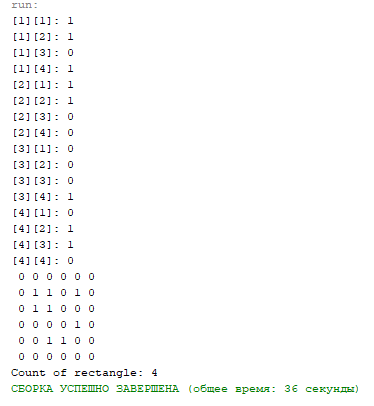 run:
[1][1]: 1
[1][2]: 1
[1][3]: 0
[1][4]: 1
[2][1]: 1
[2][2]: 1
[2][3]: 0
[2][4]: 0
[3][1]: 0
[3][2]: 0
[3][3]: 0
[3][4]: 1
[4][1]: 0
[4][2]: 1
[4][3]: 1
[4][4]: 0
0 0 0 0 0 0
0 1 1 0 1 0
0 1 1 0 0 0
0 0 0 0 1 0
0 0 1 1 0 0
0 0 0 0 0 0
Count of rectangle: 4
СБОРКА УСПЕШНО ЗАВЕРШЕНА (общее время: 36 секунды)